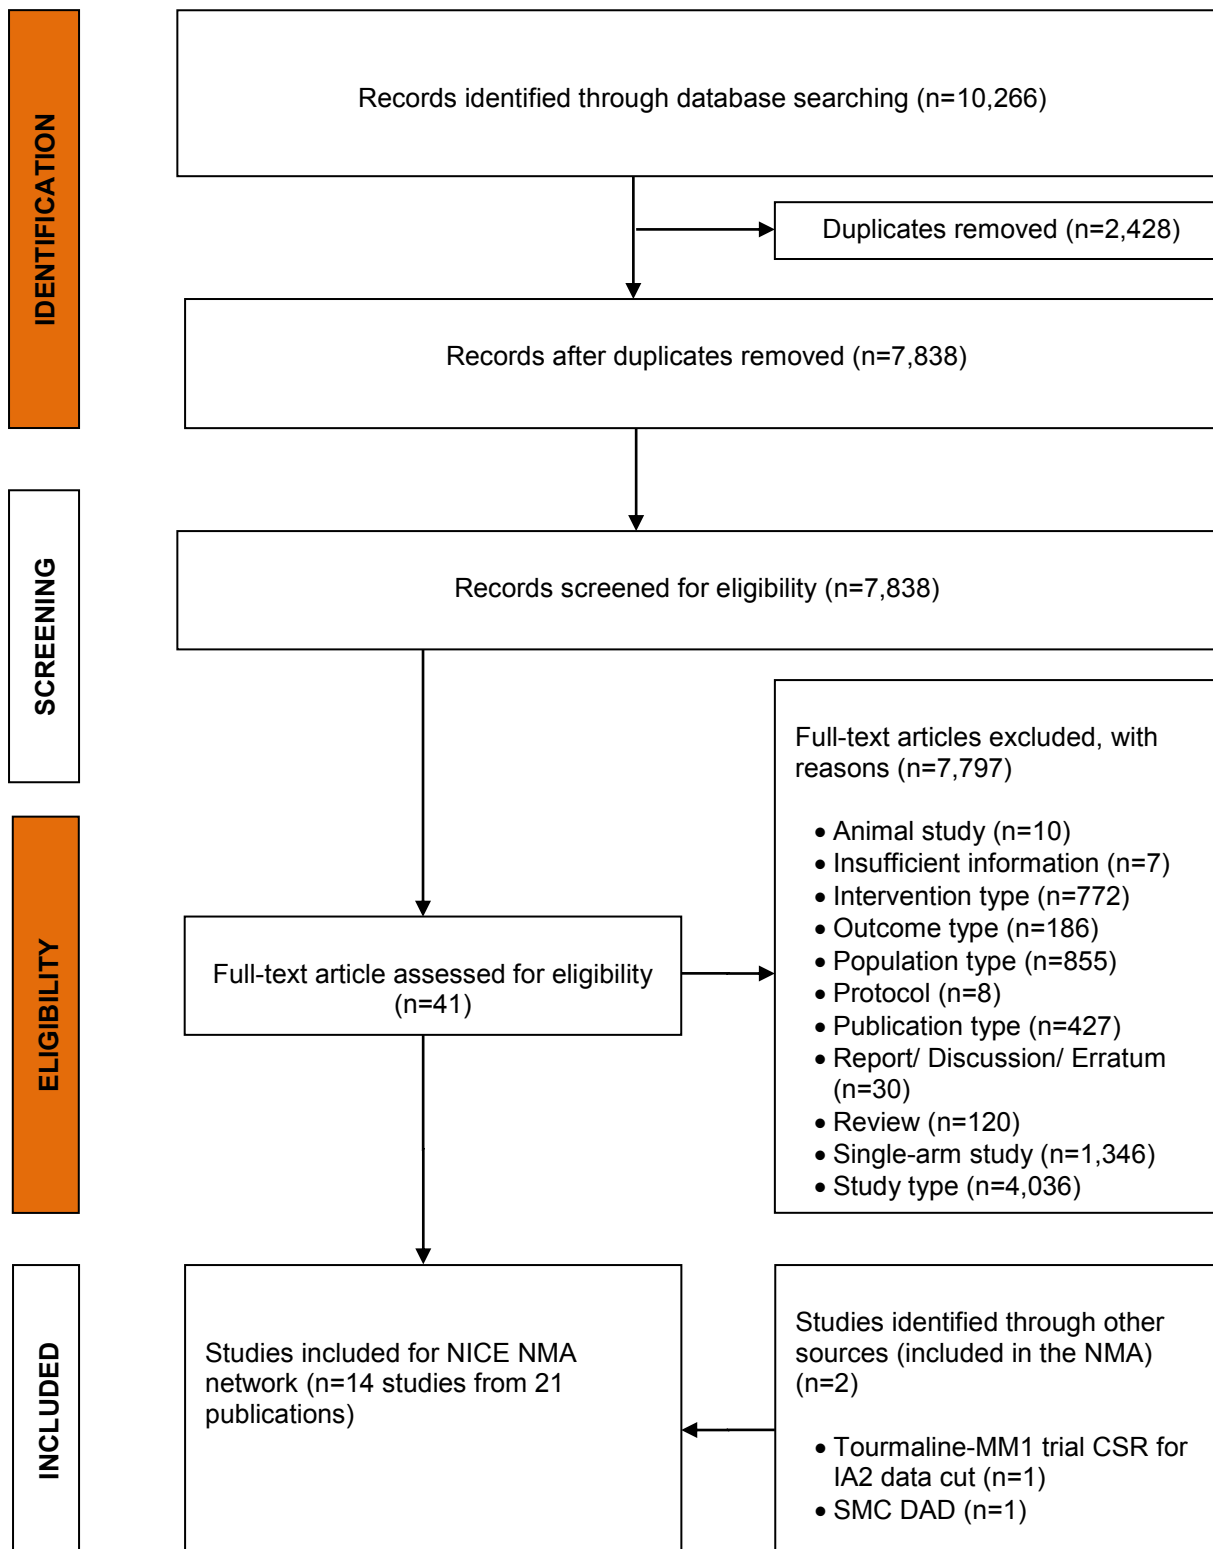 IDENTIFICATION
Records identified through database searching (n=10,266)
Duplicates removed (n=2,428)
Records after duplicates removed (n=7,838)
SCREENING
Records screened for eligibility (n=7,838)
Full-text articles excluded, with
reasons (n=7,797)
• Animal study (n=10)
• Insufficient information (n=7)
• Intervention type (n=772)
• Outcome type (n=186)
• Population type (n=855)
• Protocol (n=8)
• Publication type (n=427)
• Report/ Discussion/ Erratum
(n=30)
• Review (n=120)
• Single-arm study (n=1,346)
• Study type (n=4,036)
ELIGIBILITY
Full-text article assessed for eligibility
(n=41)
INCLUDED
Studies included for NICE NMA
network (n=14 studies from 21
publications)
Studies identified through other
sources (included in the NMA)
(n=2)
• Tourmaline-MM1 trial CSR for
IA2 data cut (n=1)
• SMC DAD (n=1)